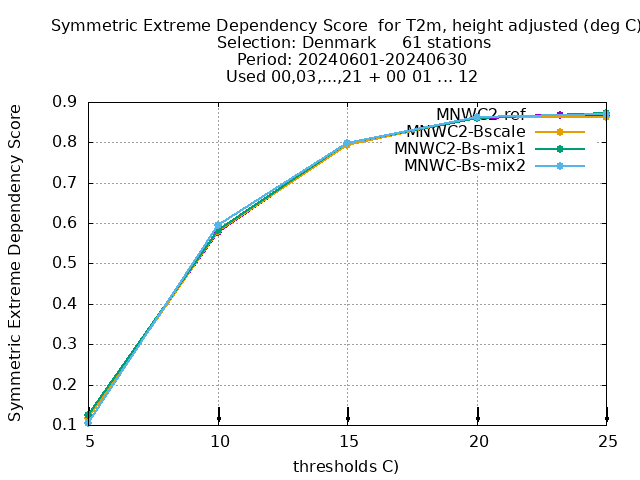 Symmetric Extreme Dependency Score  for T2m, height adjusted (deg C)
Selection: Denmark     61 stations
Period: 20240601-20240630
Used 00,03,...,21 + 00 01 ... 12
Symmetric Extreme Dependency Score
0.9
0.8
0.7
0.6
0.5
0.4
0.3
0.2
0.1
MNWC2-ref
MNWC2-Bscale
MNWC2-Bs-mix1
MNWC-Bs-mix2
5
10
15
20
25
thresholds C)